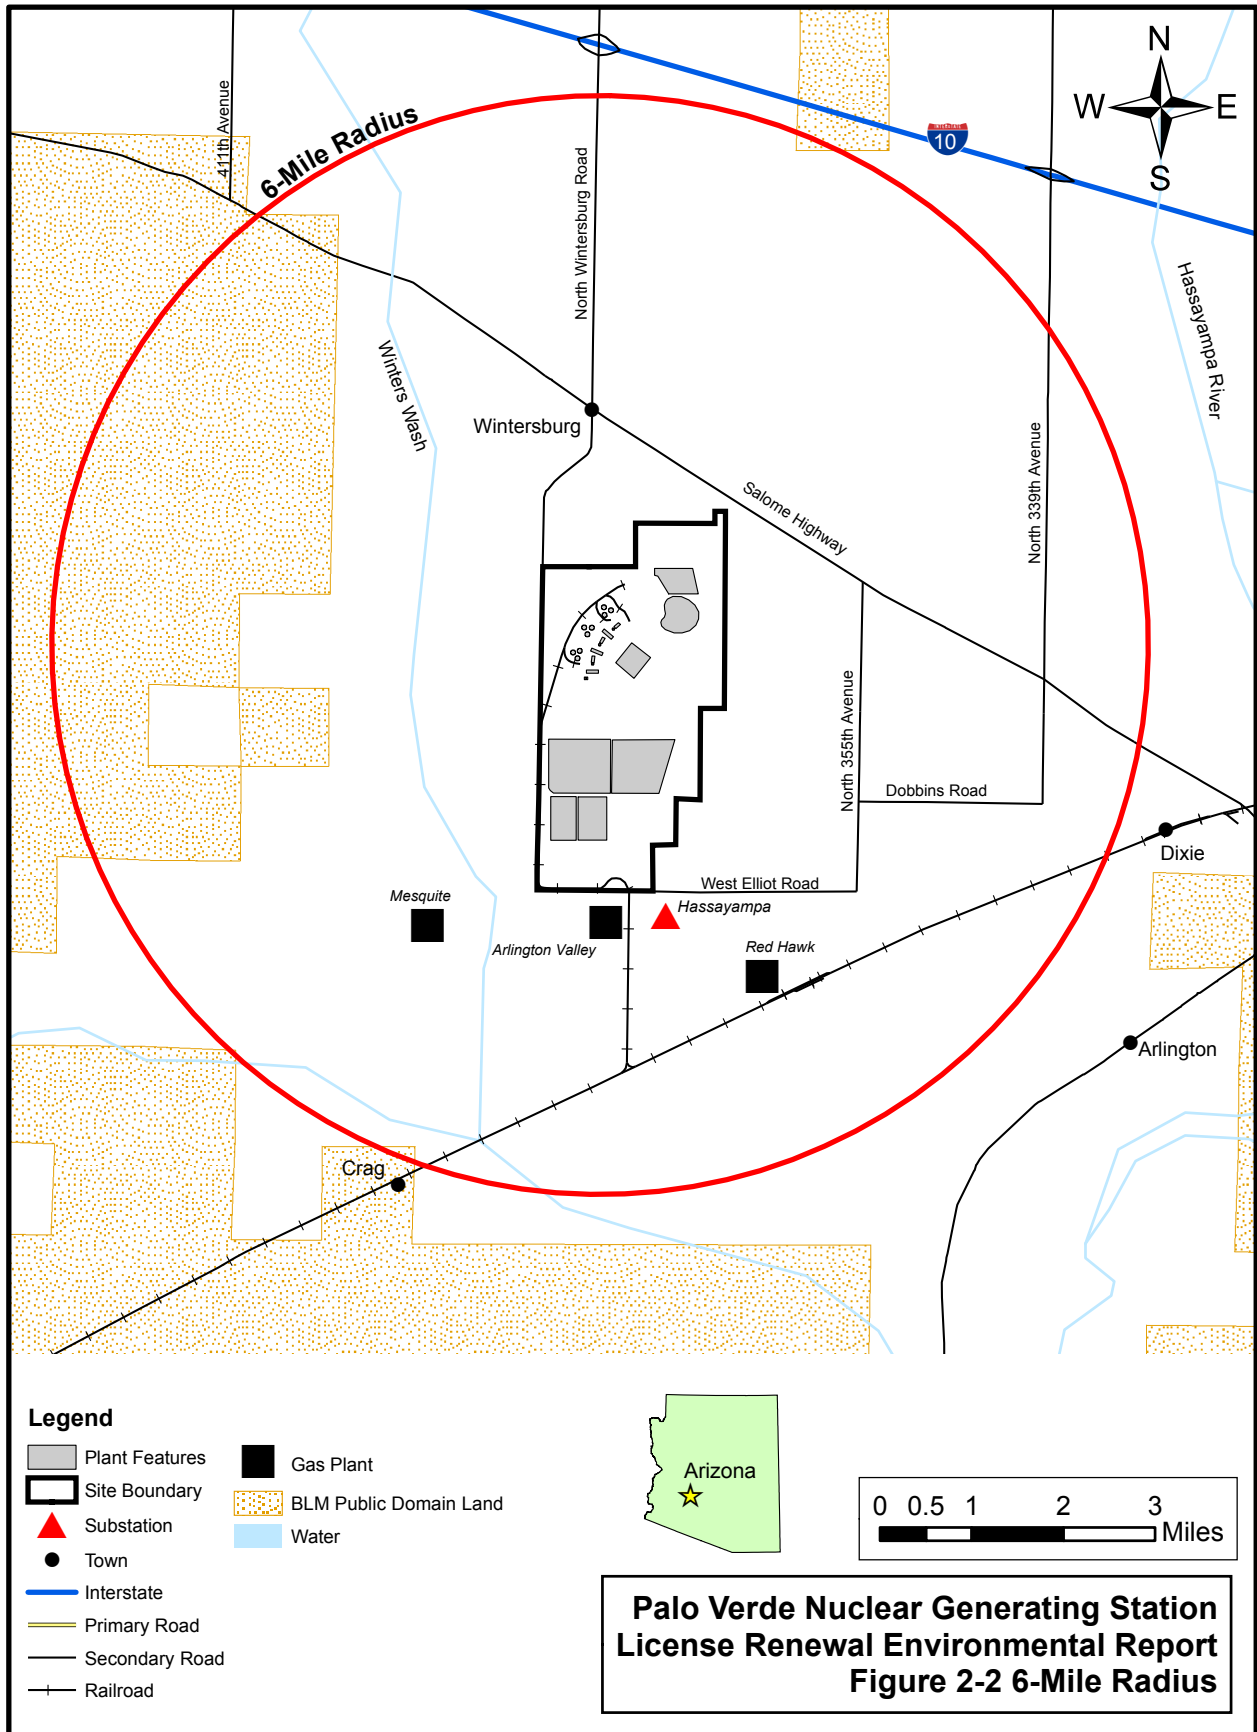 N
W E
S
INTERSTATE
10
411th Avenue
6-Mile Radius
North Wintersburg Road
Hassayampa River
Winters Wash
Wintersburg
Salome Highway
North 339th Avenue
North 355th Avenue
Dobbins Road
Dixie
West Elliot Road
Mesquite
Hassayampa
Arlington Valley
Red Hawk
Arlington
Crag
Legend
Plant Features
Site Boundary
Substation
Town
Interstate
Primary Road
Secondary Road
Railroad
Gas Plant
BLM Public Domain Land
Water
Arizona
0 0.5 1 2 3
Miles
Palo Verde Nuclear Generating Station
License Renewal Environmental Report
Figure 2-2 6-Mile Radius